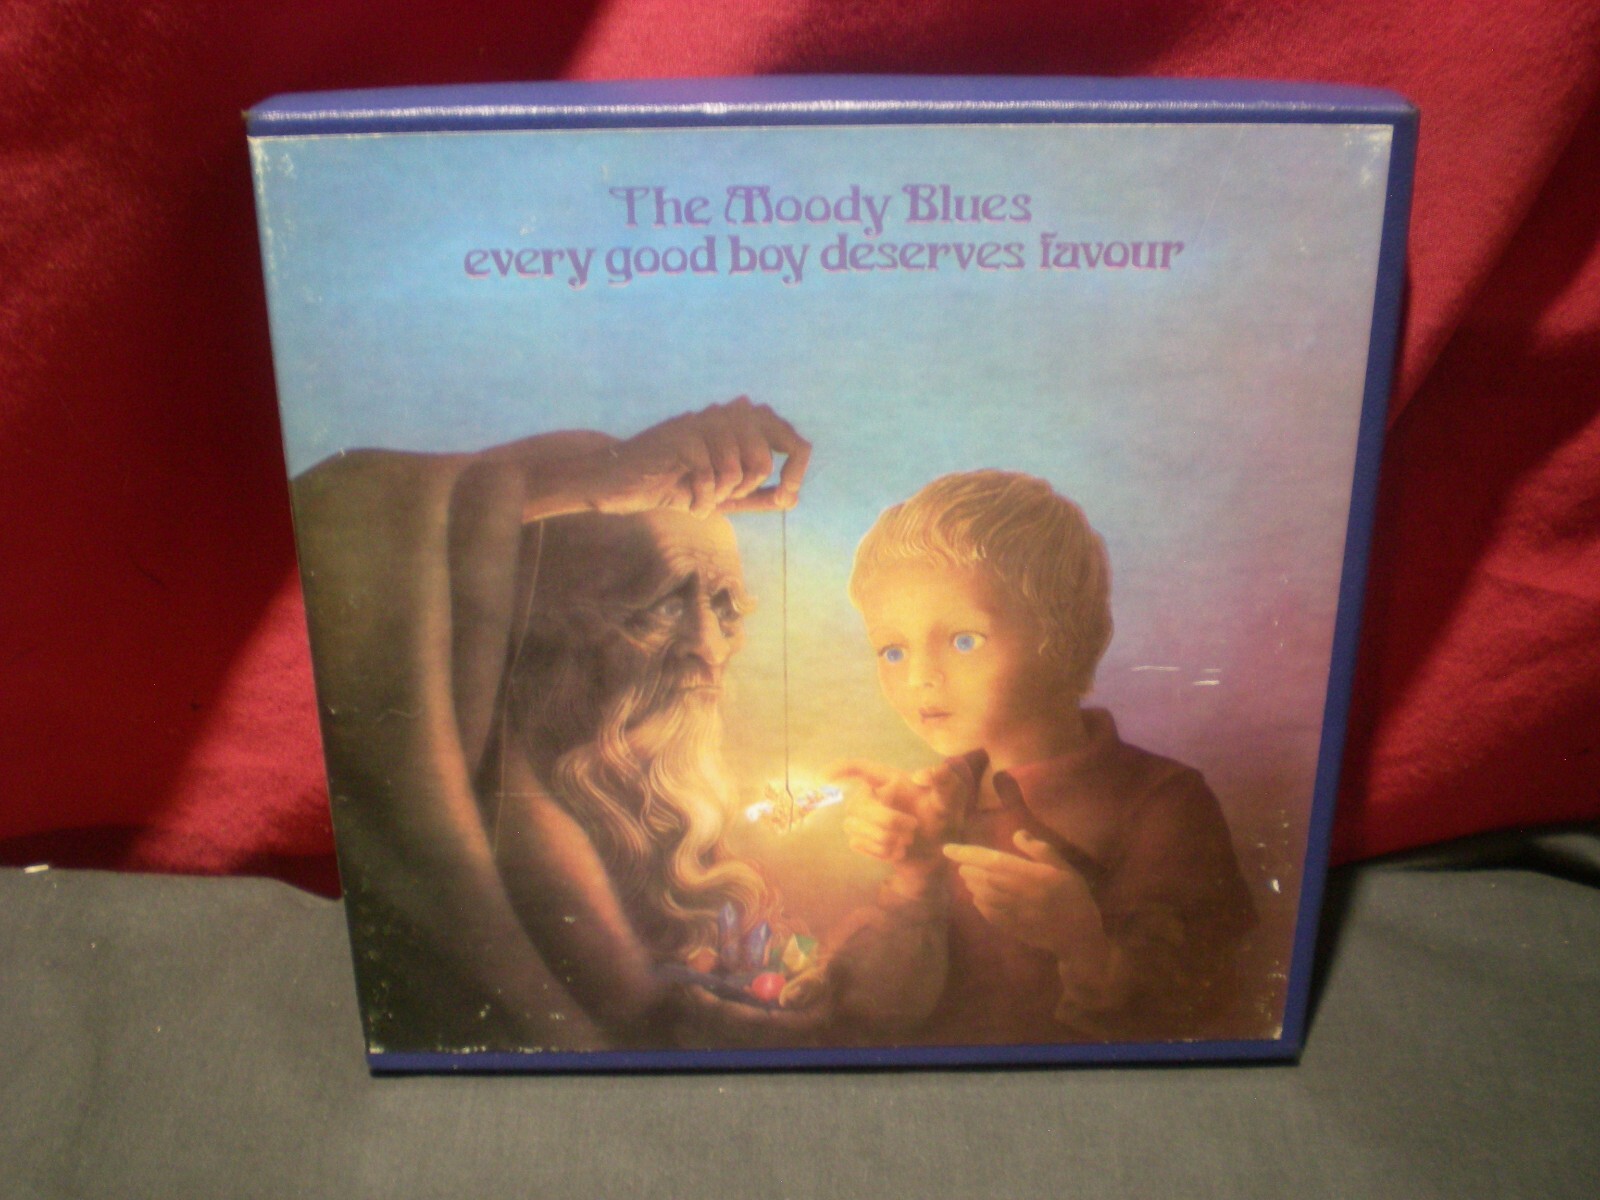 The Moody Blues
every good boy deserves favour